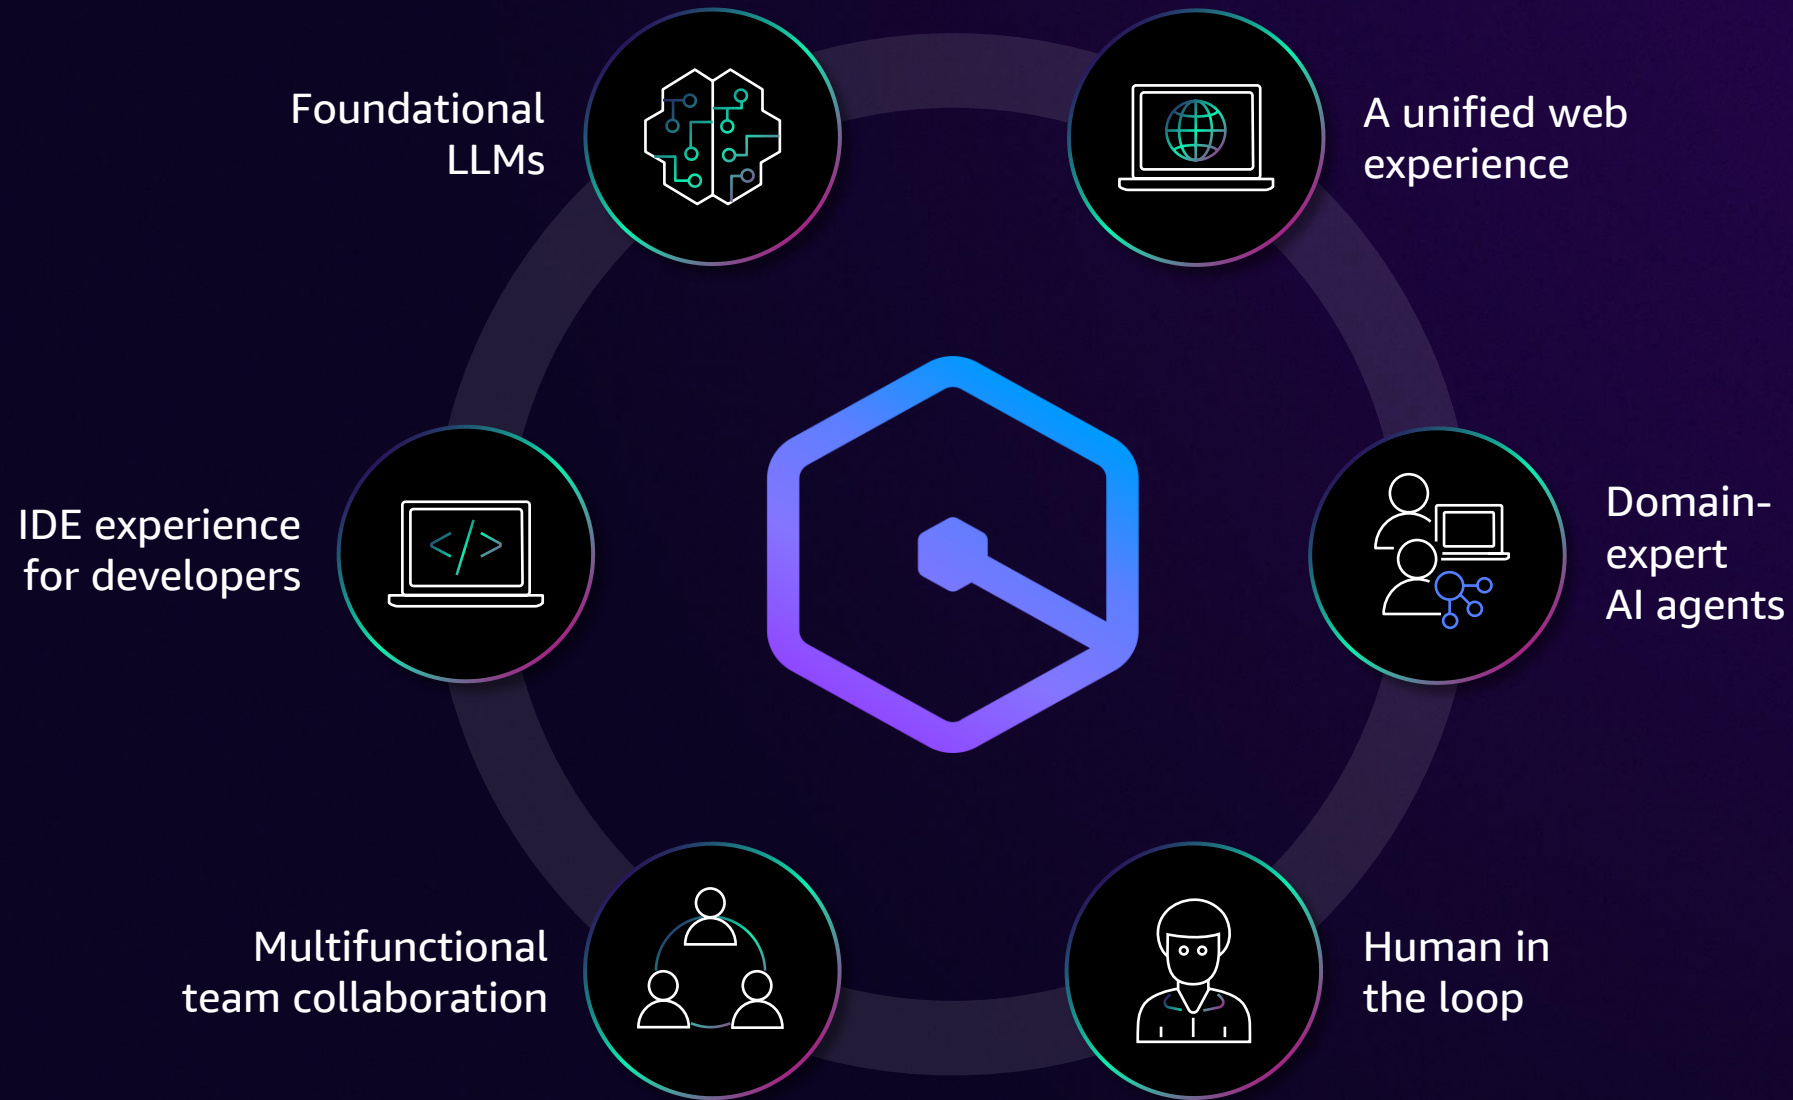 Foundational
LLMs
A unified web
experience
IDE experience
for developers
Domain-
expert
AI agents
Multifunctional
team collaboration
Human in
the loop